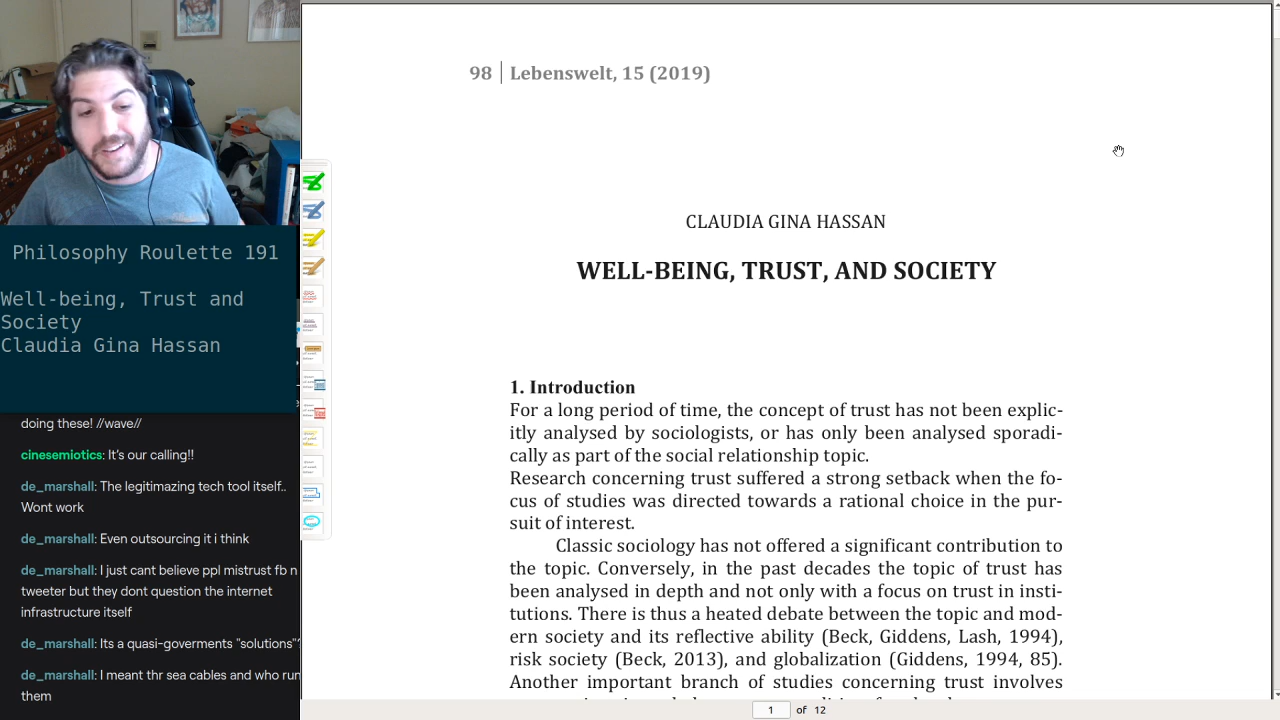 Philosophy Roulette 191
Well-being, Trust and
Society
Claudia Gina Hassan
doing these! //wave//
cinesemiotics: It's our calling!!
de_marshall: The legitimazing tech tool itself..
Wont work
de_marshall: Even outsourcing it i think
de_marshall: I just cant believe ppl mistrust fb n
tweeter but they dont question the internet
infrastructure itself
de_marshall: Its a quasi-goverments "solutions"?
de_marshall: I meant thr sea cables and who run
them
98 Lebenswelt, 15 (2019)
CLAUDIA GINA HASSAN
WELL-BEING, TRUST, AND SOCIETY
1. Introduction
For a long period of time, the concept of trust has not been explic-
itly analysed by sociologists, or has only been analysed sporadi-
cally as part of the social relationship topic.
Research concerning trust suffered a strong setback when the fo-
cus of studies was directed towards a rational choice in the pur-
suit of interest.
Classic sociology has not offered a significant contribution to
the topic. Conversely, in the past decades the topic of trust has
been analysed in depth and not only with a focus on trust in insti-
tutions. There is thus a heated debate between the topic and mod-
ern society and its reflective ability (Beck, Giddens, Lash, 1994),
risk society (Beck, 2013), and globalization (Giddens, 1994, 85).
Another important branch of studies concerning trust involves
1 of 12